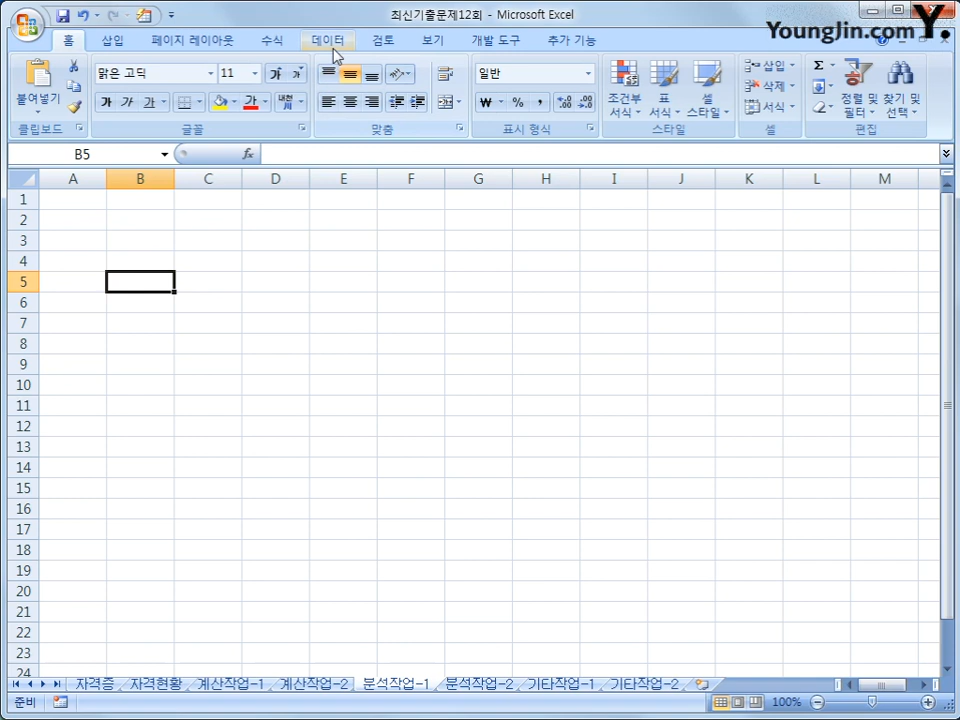 최신기출문제12회 - Microsoft Excel
YoungJin.com Y.
홈 삽입 페이지 레이아웃 수식 데이터 검토 보기 개발 도구 추가 기능
붙여넣기 맑은 고딕 11 가 가 일반 조건부 서식 표 서식 셀 스타일 삽입 삭제 서식 Σ 정렬 및 필터 찾기 및 선택
가 가 가 가 내천 ₩ % ,
클립보드 글꼴 맞춤 표시 형식 스타일 셀 편집
B5 fx
A B C D E F G H I J K L M
1
2
3
4
5
6
7
8
9
10
11
12
13
14
15
16
17
18
19
20
21
22
23
24
자격증 자격현황 계산작업-1 계산작업-2 분석작업-1 분석작업-2 기타작업-1 기타작업-2
준비 100%